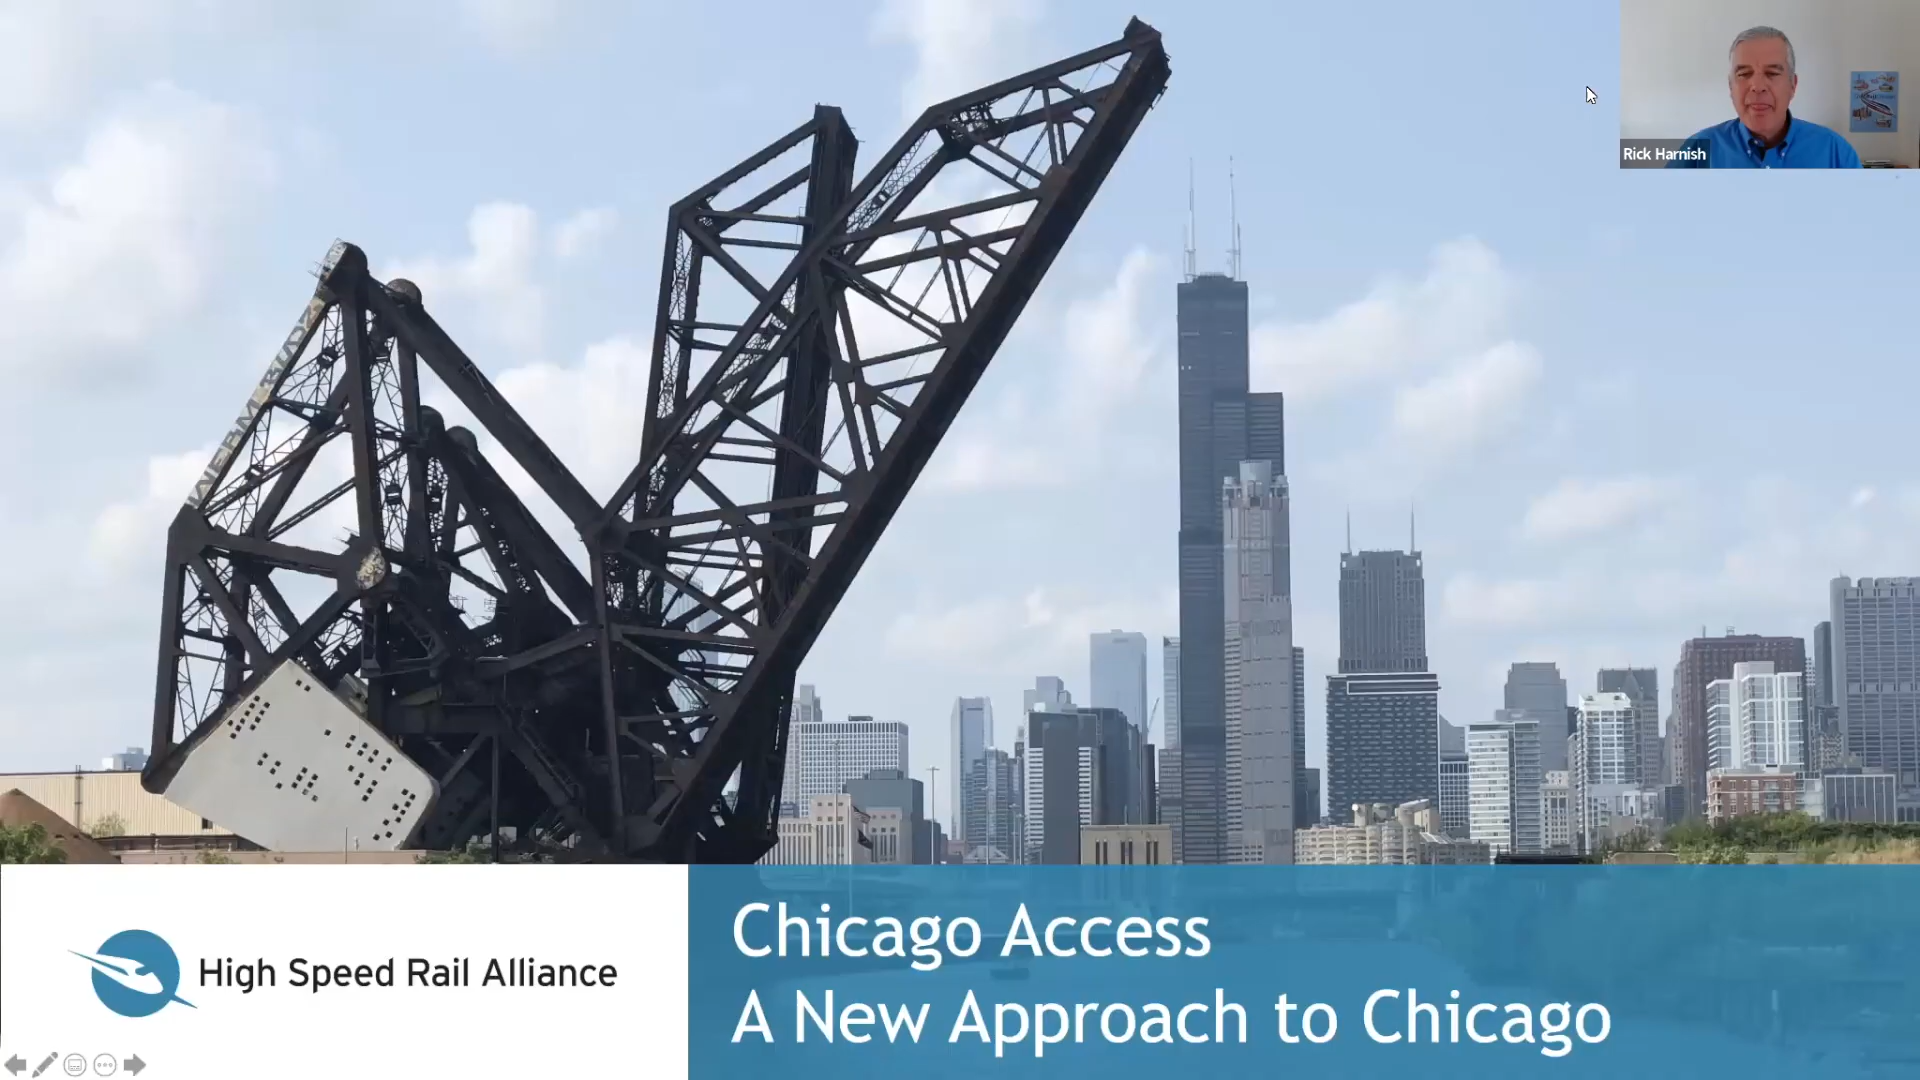 Rick Harnish
High Speed Rail Alliance
Chicago Access
A New Approach to Chicago